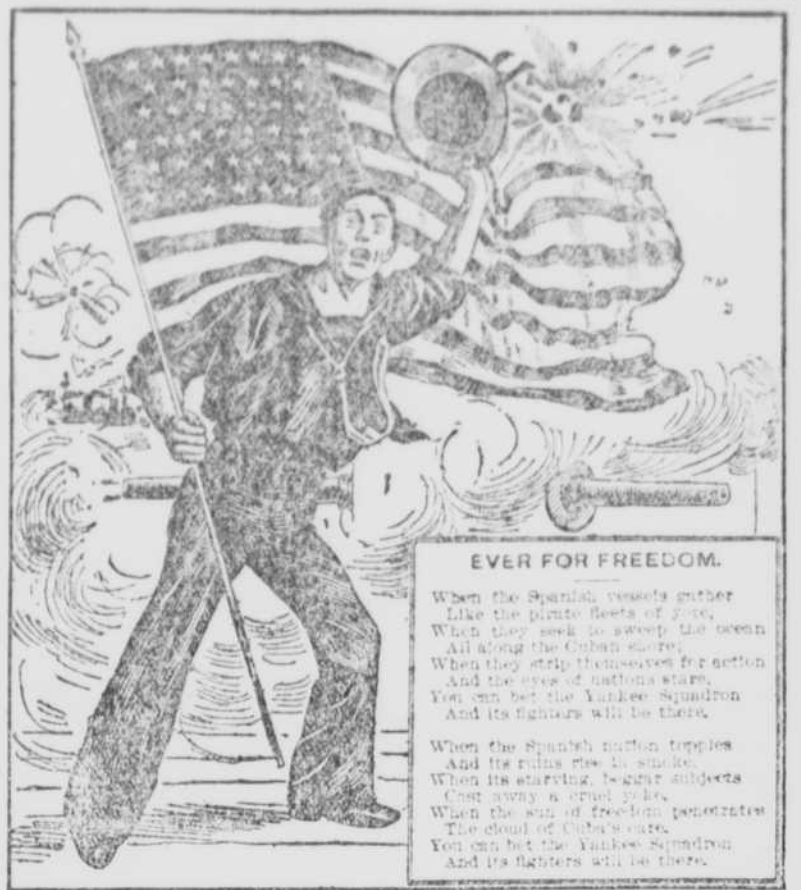 EVER FOR FREEDOM.
When the Spanish vessels gather
Like the pirate fleets of yore,
When they seek to sweep the ocean
All along the Cuban shore;
When they strip themselves for action
And the eyes of nations stare,
You can bet the Yankee Squadron
And its fighters will be there.
When the Spanish nation topples
And its ruins rise in smoke,
When its starving, beggar subjects
Cast away a cruel yoke,
When the sun of freedom penetrates
The cloud of Cuba's care,
You can bet the Yankee Squadron
And its fighters will be there.